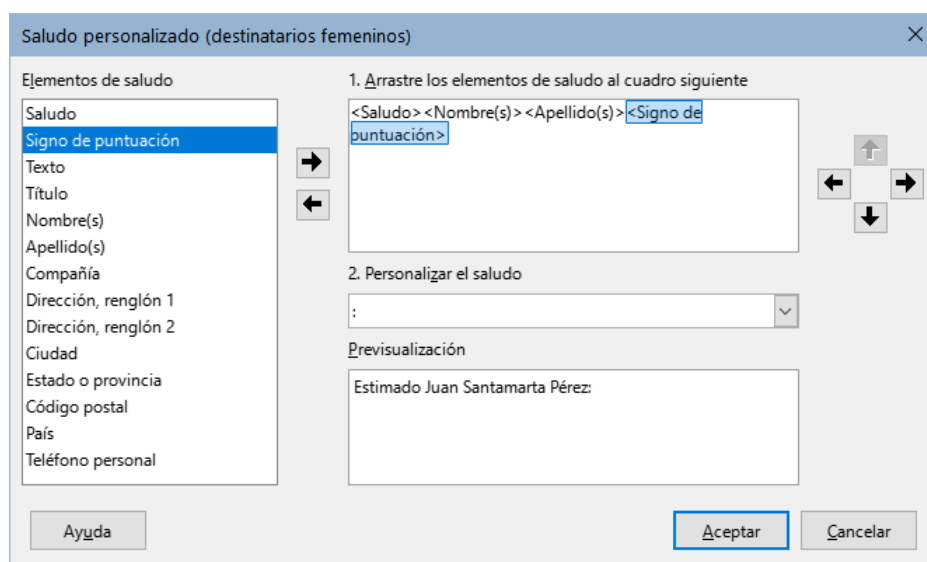 Saludo personalizado (destinatarios femeninos)
Elementos de saludo
Saludo
Signo de puntuación
Texto
Título
Nombre(s)
Apellido(s)
Compañía
Dirección, renglón 1
Dirección, renglón 2
Ciudad
Estado o provincia
Código postal
País
Teléfono personal
1. Arrastre los elementos de saludo al cuadro siguiente
<Saludo><Nombre(s)><Apellido(s)><Signo de
puntuación>
2. Personalizar el saludo
:
Previsualización
Estimado Juan Santamarta Pérez:
Ayuda
Aceptar
Cancelar